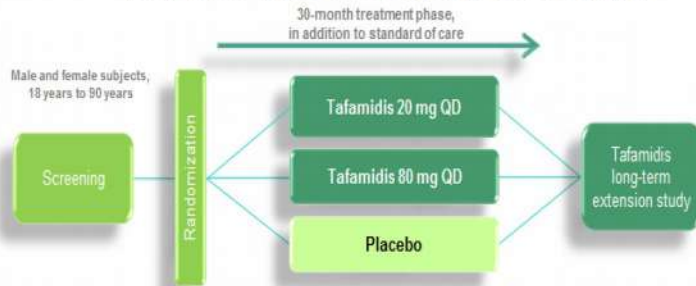 30-month treatment phase,
in addition to standard of care
Male and female subjects,
18 years to 90 years
Screening
Randomization
Tafamidis 20 mg QD
Tafamidis 80 mg QD
Placebo
Tafamidis
long-term
extension study